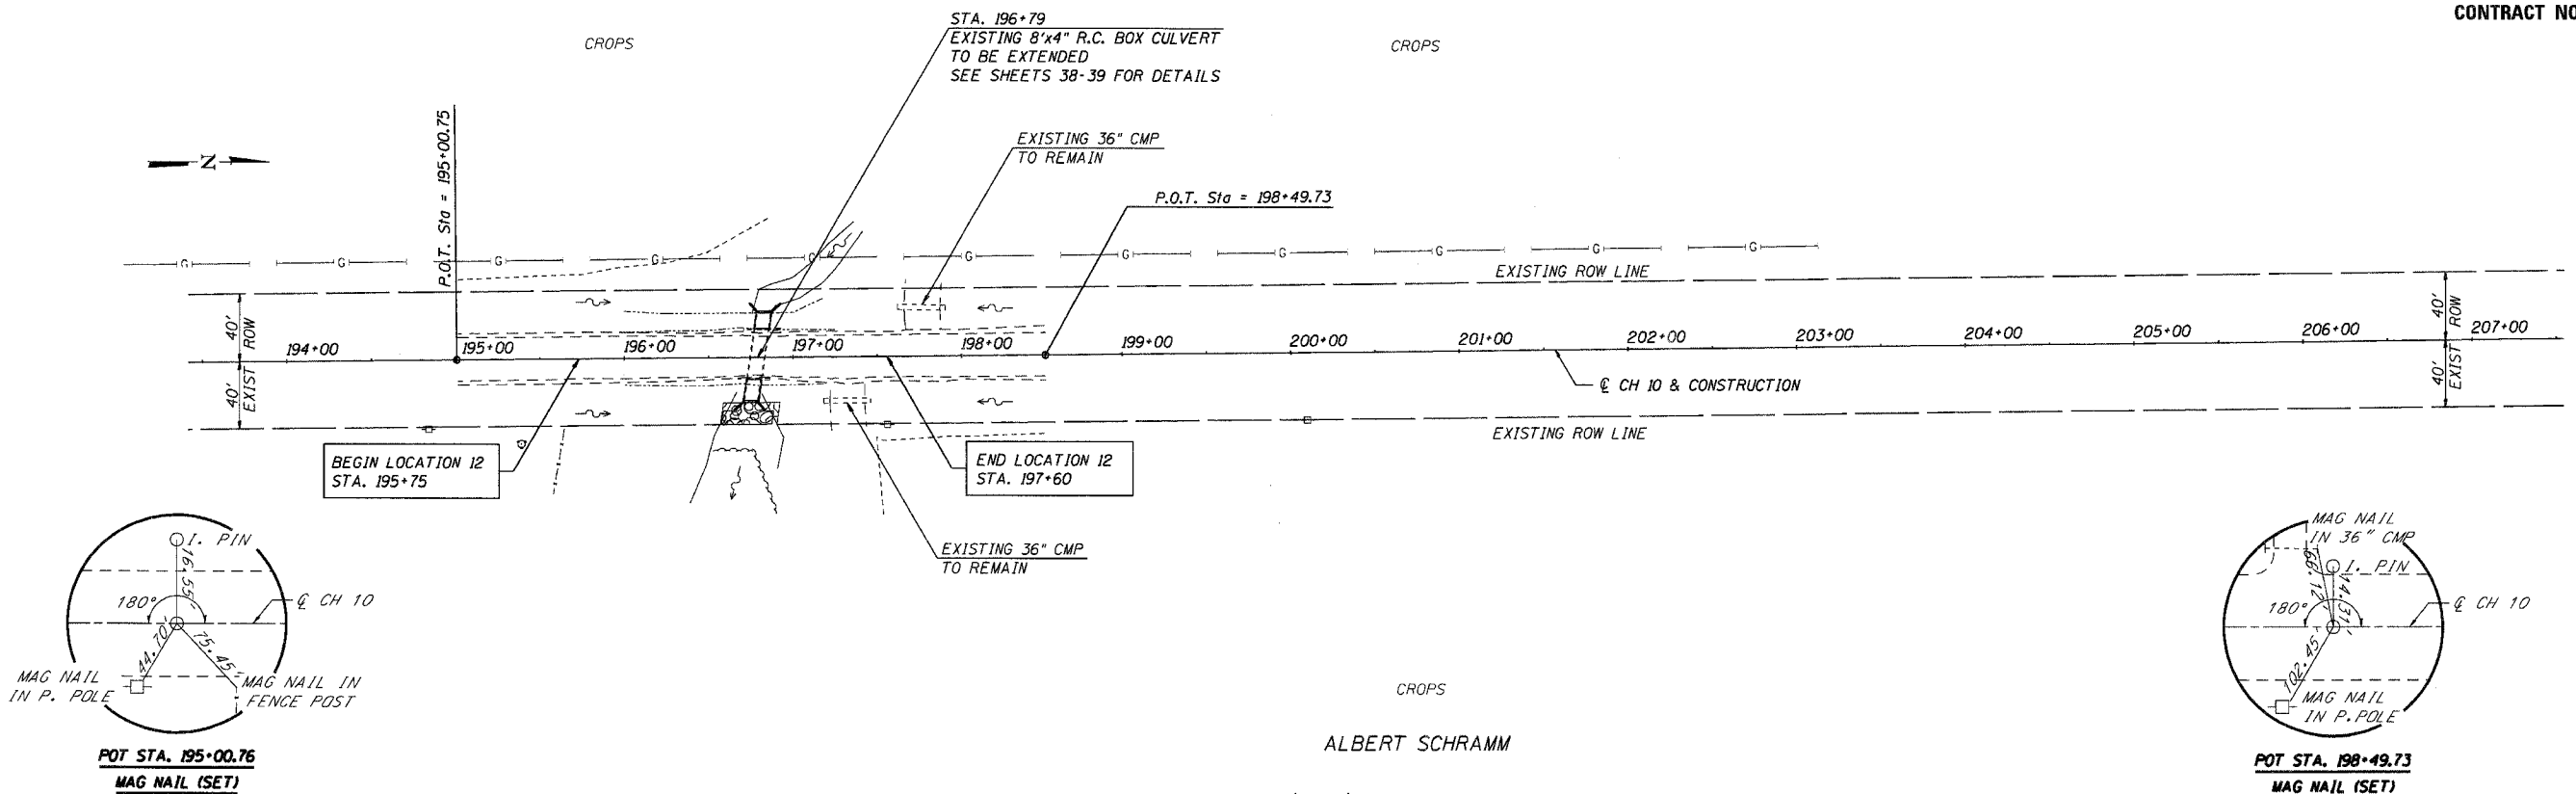 CONTRACT NO
STA. 196+79
EXISTING 8'x4" R.C. BOX CULVERT
TO BE EXTENDED
SEE SHEETS 38-39 FOR DETAILS
CROPS
CROPS
P.O.T. Sta = 195+00.75
EXISTING 36" CMP
TO REMAIN
Z
P.O.T. Sta = 198+49.73
G G G G G G G G G G G
EXISTING ROW LINE
40'
ROW
40'
EXIST
40'
ROW
40'
EXIST
194+00
195+00
196+00
197+00
198+00
199+00
200+00
201+00
202+00
203+00
204+00
205+00
206+00
207+00
℄ CH 10 & CONSTRUCTION
EXISTING ROW LINE
BEGIN LOCATION 12
STA. 195+75
END LOCATION 12
STA. 197+60
EXISTING 36" CMP
TO REMAIN
I. PIN
16.55'
180°
℄ CH 10
44.70'
75.45'
MAG NAIL
IN P. POLE
MAG NAIL IN
FENCE POST
POT STA. 195+00.76
MAG NAIL (SET)
MAG NAIL
IN 36" CMP
I. PIN
66.12'
14.31'
180°
℄ CH 10
102.45'
MAG NAIL
IN P.POLE
POT STA. 198+49.73
MAG NAIL (SET)
CROPS
ALBERT SCHRAMM